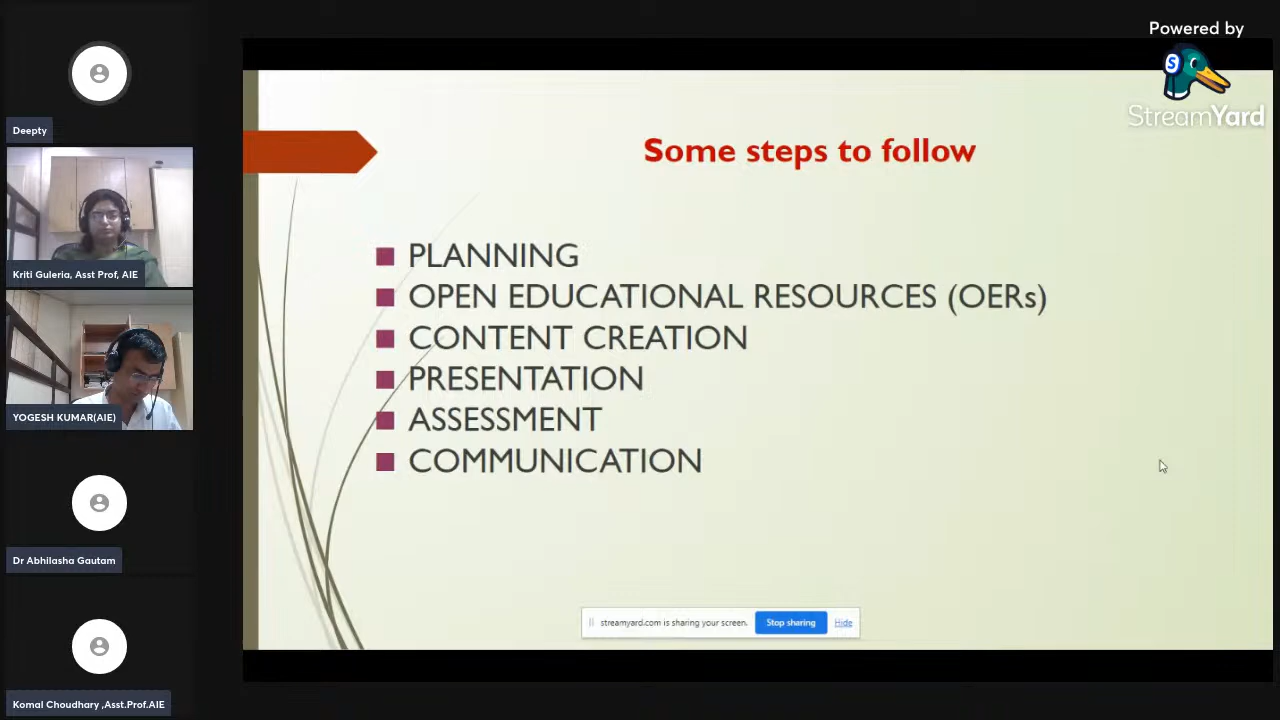 Powered by
StreamYard
Deepty
Kriti Guleria, Asst Prof, AIE
YOGESH KUMAR(AIE)
Dr Abhilasha Gautam
Komal Choudhary ,Asst.Prof.AIE
Some steps to follow
PLANNING
OPEN EDUCATIONAL RESOURCES (OERs)
CONTENT CREATION
PRESENTATION
ASSESSMENT
COMMUNICATION
streamyard.com is sharing your screen. Stop sharing Hide